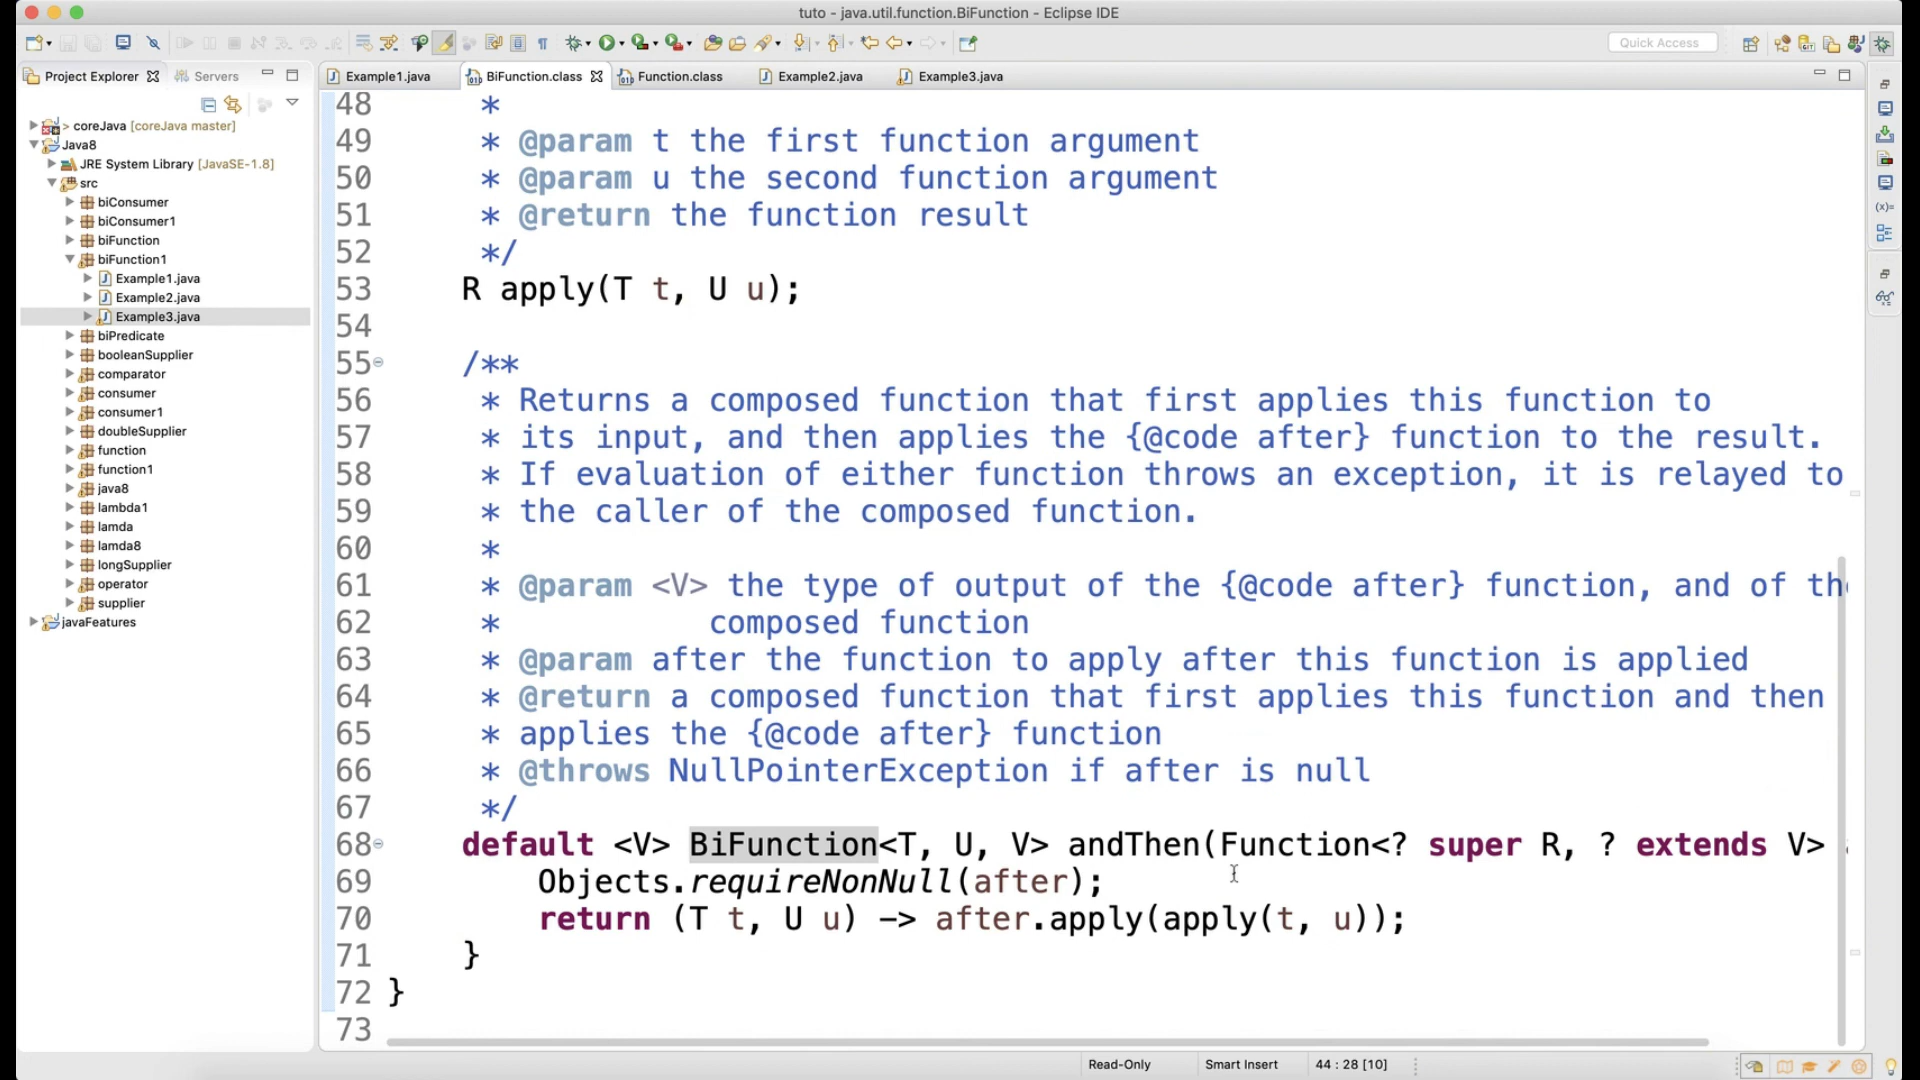 tuto - java.util.function.BiFunction - Eclipse IDE
Quick Access
Project Explorer
Servers
Example1.java
BiFunction.class
Function.class
Example2.java
Example3.java
> coreJava [coreJava master]
Java8
JRE System Library [JavaSE-1.8]
src
biConsumer
biConsumer1
biFunction
biFunction1
Example1.java
Example2.java
Example3.java
biPredicate
booleanSupplier
comparator
consumer
consumer1
doubleSupplier
function
function1
java8
lambda1
lamda
lamda8
longSupplier
operator
supplier
javaFeatures
48 *
49 * @param t the first function argument
50 * @param u the second function argument
51 * @return the function result
52 */
53 R apply(T t, U u);
54
55 /**
56 * Returns a composed function that first applies this function to
57 * its input, and then applies the {@code after} function to the result.
58 * If evaluation of either function throws an exception, it is relayed to
59 * the caller of the composed function.
60 *
61 * @param <V> the type of output of the {@code after} function, and of the
62 * composed function
63 * @param after the function to apply after this function is applied
64 * @return a composed function that first applies this function and then
65 * applies the {@code after} function
66 * @throws NullPointerException if after is null
67 */
68 default <V> BiFunction<T, U, V> andThen(Function<? super R, ? extends V>
69 Objects.requireNonNull(after);
70 return (T t, U u) -> after.apply(apply(t, u));
71 }
72 }
73
Read-Only
Smart Insert
44 : 28 [10]